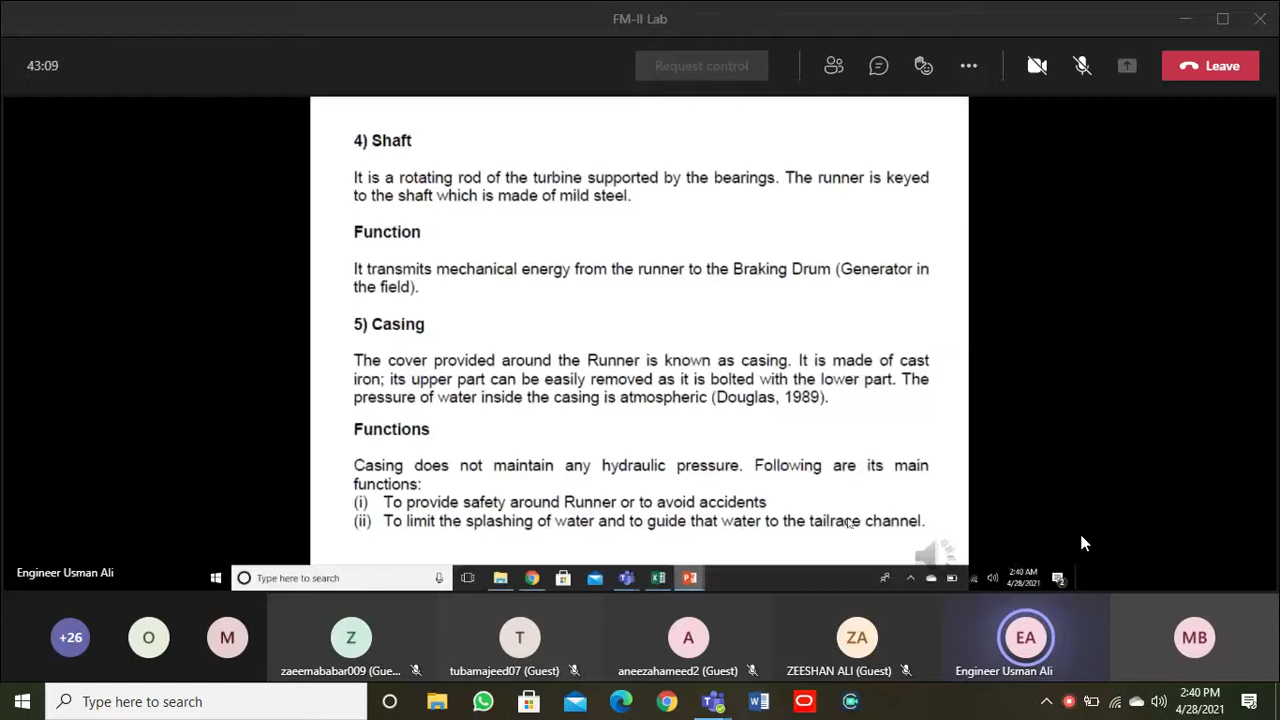 FM-II Lab
43:09
Request control
Leave
4) Shaft
It is a rotating rod of the turbine supported by the bearings. The runner is keyed
to the shaft which is made of mild steel.
Function
It transmits mechanical energy from the runner to the Braking Drum (Generator in
the field).
5) Casing
The cover provided around the Runner is known as casing. It is made of cast
iron; its upper part can be easily removed as it is bolted with the lower part. The
pressure of water inside the casing is atmospheric (Douglas, 1989).
Functions
Casing does not maintain any hydraulic pressure. Following are its main
functions:
(i) To provide safety around Runner or to avoid accidents
(ii) To limit the splashing of water and to guide that water to the tailrace channel.
Engineer Usman Ali
Type here to search
2:40 AM
4/28/2021
+26
O
M
Z
T
A
ZA
EA
MB
zaeemababar009 (Gue...
tubamajeed07 (Guest)
aneezahameed2 (Guest)
ZEESHAN ALI (Guest)
Engineer Usman Ali
Type here to search
2:40 PM
4/28/2021